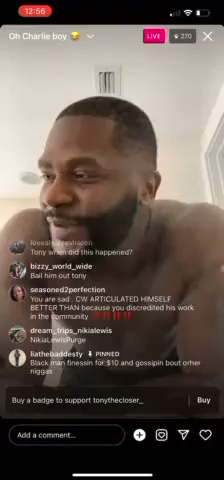 12:56
Oh Charlie boy 😂
LIVE
270
Tony when did this happened?
bizzy_world_wide
Bail him out tony
seasoned2perfection
You are sad . CW ARTICULATED HIMSELF
BETTER THAN because you discredited his work
in the community ‼️‼️‼️
dream_trips_nikialewis
NikiaLewisPurge
liathebaddesty PINNED
Black man finessin for $10 and gossipin bout orher
niggas
Buy a badge to support tonythecloser_
Buy
Add a comment...